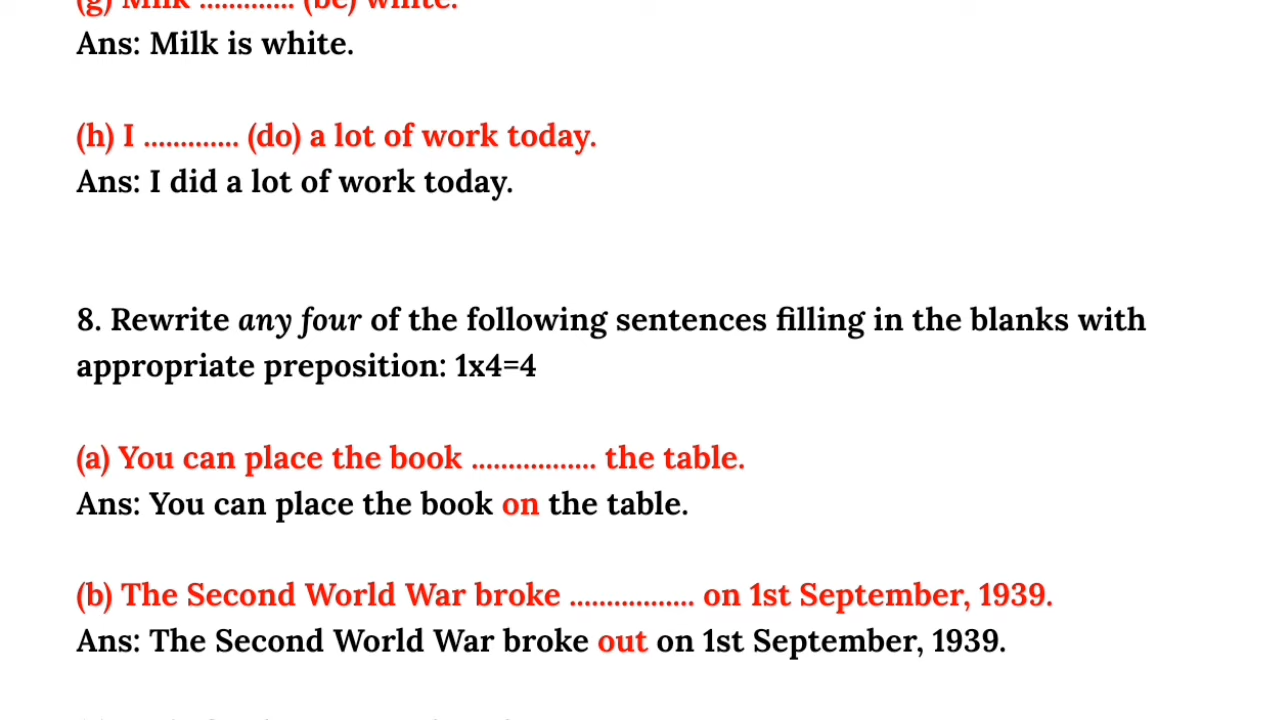 (g) Milk ............. (be) white.
Ans: Milk is white.
(h) I ............. (do) a lot of work today.
Ans: I did a lot of work today.
8. Rewrite any four of the following sentences filling in the blanks with
appropriate preposition: 1x4=4
(a) You can place the book ................. the table.
Ans: You can place the book on the table.
(b) The Second World War broke ................. on 1st September, 1939.
Ans: The Second World War broke out on 1st September, 1939.